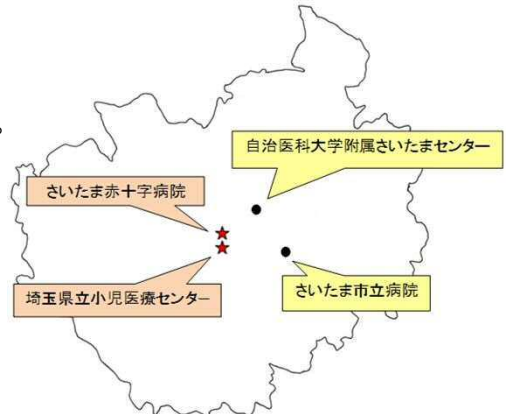 自治医科大学附属さいたまセンター
さいたま赤十字病院
埼玉県立小児医療センター
さいたま市立病院